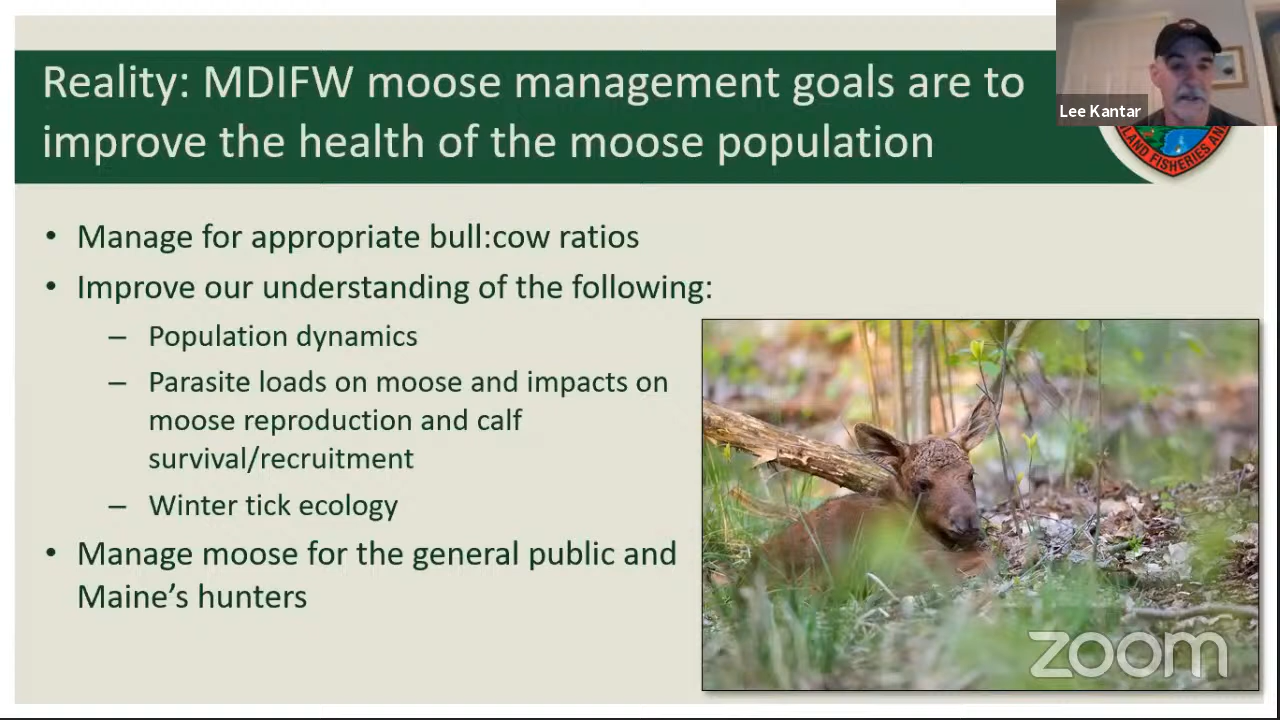 Reality: MDIFW moose management goals are to
improve the health of the moose population
Lee Kantar
FISHERIES
• Manage for appropriate bull:cow ratios
• Improve our understanding of the following:
– Population dynamics
– Parasite loads on moose and impacts on
moose reproduction and calf
survival/recruitment
– Winter tick ecology
• Manage moose for the general public and
Maine’s hunters
zoom